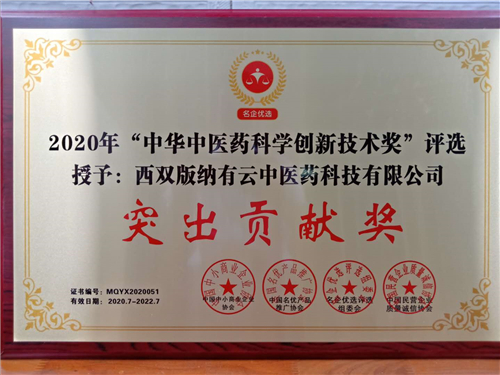 名企优选
2020年“中华中医药科学创新技术奖”评选
授予：西双版纳有云中医药科技有限公司
突出贡献奖
证书编号：MQYX2020051
有效日期：2020.7-2022.7
中国中小商业企业
协会
中国名优产品
推广协会
名企优选评选
组委会
中国民营企业
质量诚信协会